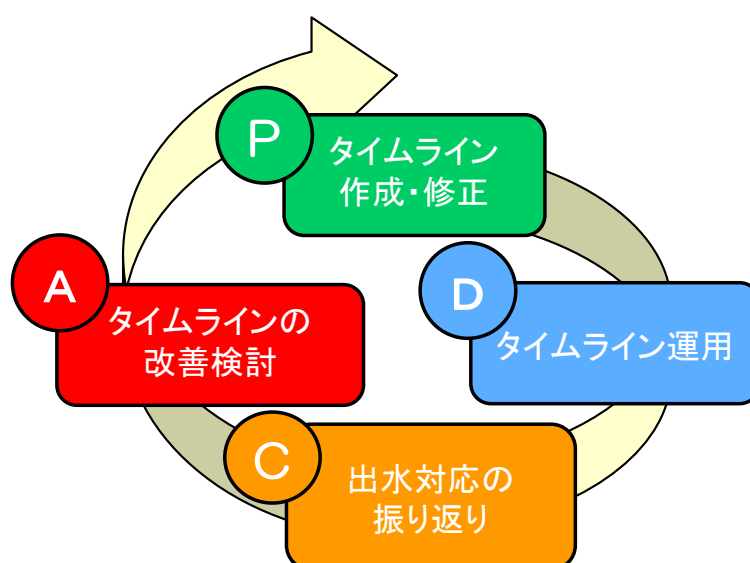 P
タイムライン
作成・修正
D
タイムライン運用
C
出水対応の
振り返り
A
タイムラインの
改善検討